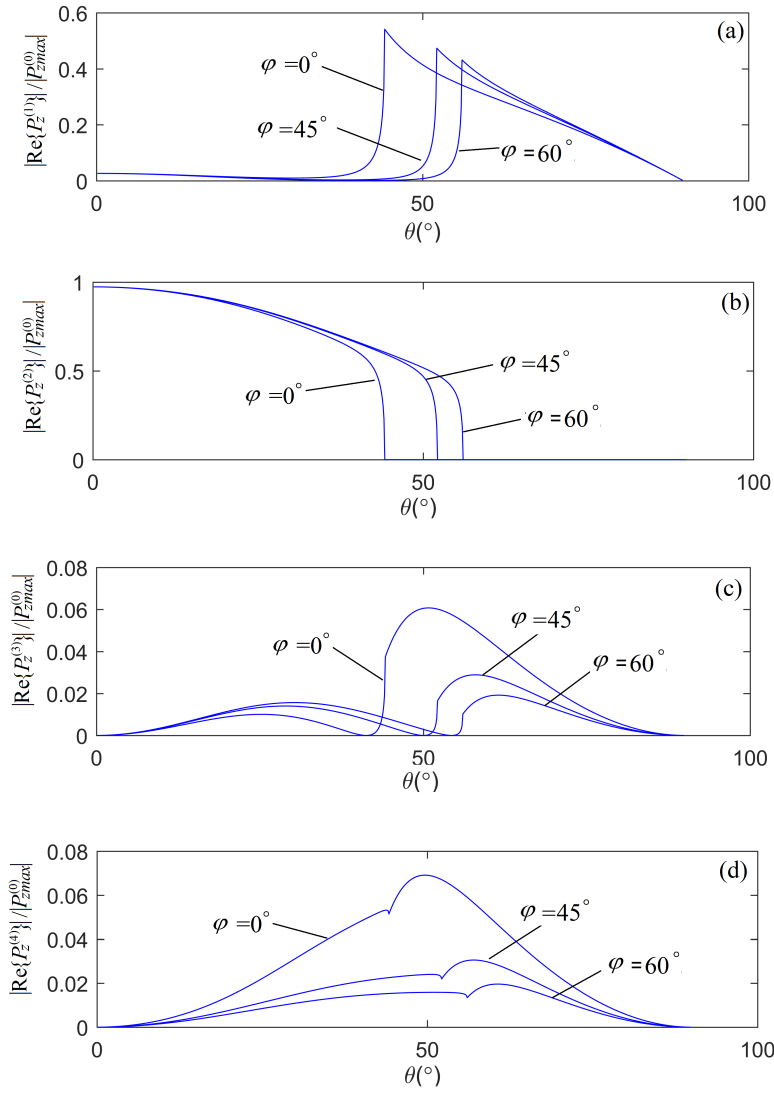 (a)
|Re{P_z^(1)}|/|P_zmax^(0)|
0.6
0.4
0.2
0
φ=0°
φ=45°
φ=60°
0 50 100
θ(°)
(b)
|Re{P_z^(2)}|/|P_zmax^(0)|
1
0.5
0
φ=45°
φ=0°
φ=60°
0 50 100
θ(°)
(c)
|Re{P_z^(3)}|/|P_zmax^(0)|
0.08
0.06
0.04
0.02
0
φ=45°
φ=0°
φ=60°
0 50 100
θ(°)
(d)
|Re{P_z^(4)}|/|P_zmax^(0)|
0.08
0.06
0.04
0.02
0
φ=0°
φ=45°
φ=60°
0 50 100
θ(°)